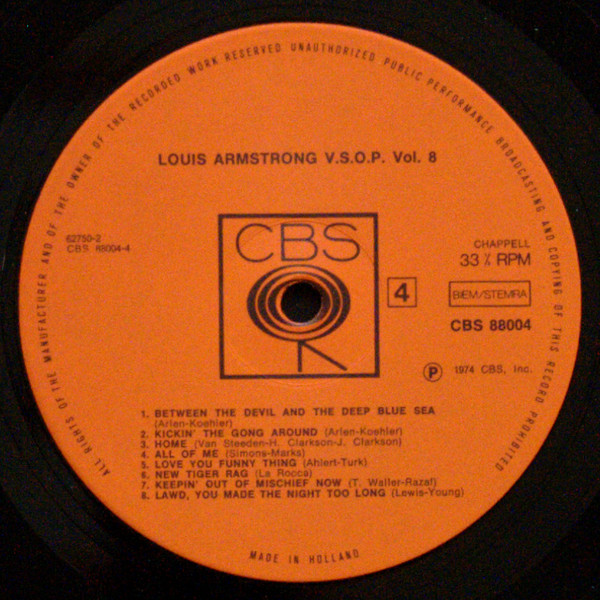 ALL RIGHTS OF THE MANUFACTURER AND OF THE OWNER OF THE RECORDED WORK RESERVED UNAUTHORIZED PUBLIC PERFORMANCE BROADCASTING AND COPYING OF THIS RECORD PROHIBITED
LOUIS ARMSTRONG V.S.O.P. Vol. 8
CBS
62750-2
CBS 88004-4
CHAPPELL
33⅓ RPM
4
BIEM/STEMRA
CBS 88004
Ⓟ 1974 CBS, Inc.
1. BETWEEN THE DEVIL AND THE DEEP BLUE SEA
(Arlen-Koehler)
2. KICKIN' THE GONG AROUND (Arlen-Koehler)
3. HOME (Van Steeden-H. Clarkson-J. Clarkson)
4. ALL OF ME (Simons-Marks)
5. LOVE YOU FUNNY THING (Ahlert-Turk)
6. NEW TIGER RAG (La Rocca)
7. KEEPIN' OUT OF MISCHIEF NOW (T. Waller-Razaf)
8. LAWD, YOU MADE THE NIGHT TOO LONG (Lewis-Young)
MADE IN HOLLAND